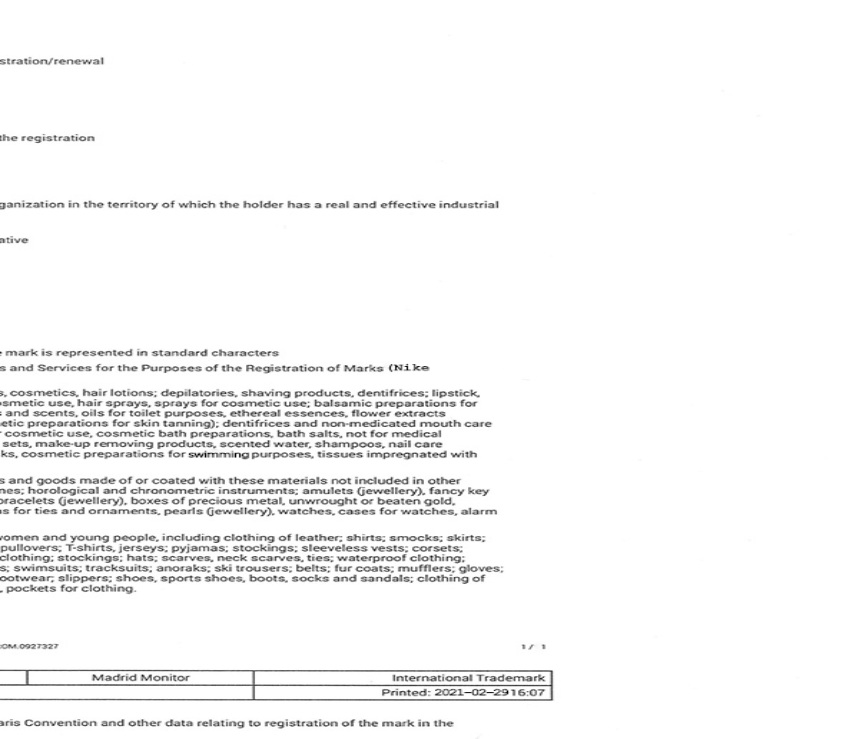 stration/renewal
the registration
ganization in the territory of which the holder has a real and effective industrial
ative
e mark is represented in standard characters
s and Services for the Purposes of the Registration of Marks (Nike
s, cosmetics, hair lotions; depilatories, shaving products, dentifrices; lipstick,
osmetic use, hair sprays, sprays for cosmetic use; balsamic preparations for
s and scents, oils for toilet purposes, ethereal essences, flower extracts
etic preparations for skin tanning); dentifrices and non-medicated mouth care
r cosmetic use, cosmetic bath preparations, bath salts, not for medical
sets, make-up removing products, scented water, shampoos, nail care
ks, cosmetic preparations for swimming purposes, tissues impregnated with
s and goods made of or coated with these materials not included in other
nes; horological and chronometric instruments; amulets (jewellery), fancy key
bracelets (jewellery), boxes of precious metal, unwrought or beaten gold,
ns for ties and ornaments, pearls (jewellery), watches, cases for watches, alarm
women and young people, including clothing of leather; shirts; smocks; skirts;
pullovers; T-shirts, jerseys; pyjamas; stockings; sleeveless vests; corsets;
clothing; stockings; hats; scarves, neck scarves, ties; waterproof clothing;
s; swimsuits; tracksuits; anoraks; ski trousers; belts; fur coats; mufflers; gloves;
ootwear; slippers; shoes, sports shoes, boots, socks and sandals; clothing of
, pockets for clothing.
OM.0927327 1 / 1
Madrid Monitor International Trademark
Printed: 2021-02-2916:07
aris Convention and other data relating to registration of the mark in the